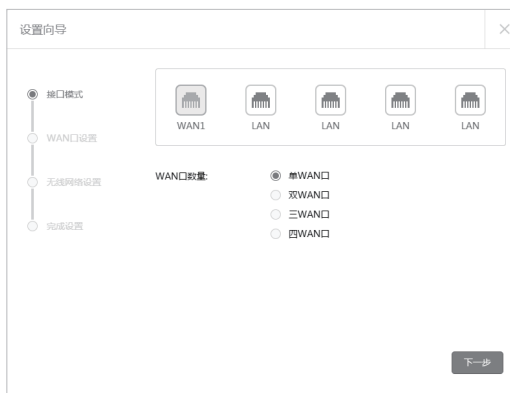 设置向导
接口模式
WAN口设置
无线网络设置
完成设置
WAN1 LAN LAN LAN LAN
WAN口数量: 单WAN口
双WAN口
三WAN口
四WAN口
下一步